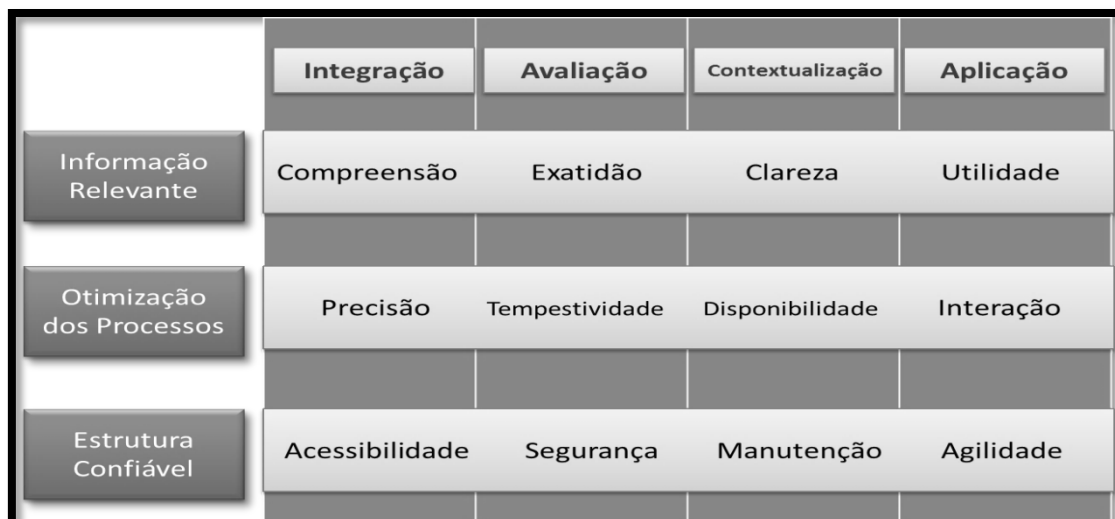 Integração Avaliação Contextualização Aplicação
Informação
Relevante
Compreensão Exatidão Clareza Utilidade
Otimização
dos Processos
Precisão Tempestividade Disponibilidade Interação
Estrutura
Confiável
Acessibilidade Segurança Manutenção Agilidade